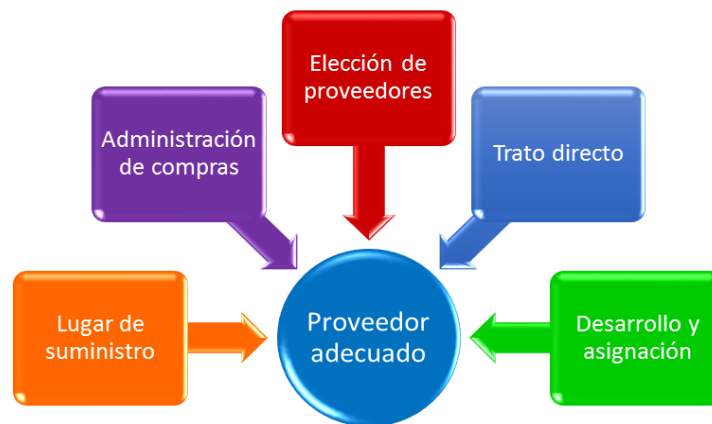 Elección de
proveedores
Administración
de compras
Trato directo
Lugar de
suministro
Proveedor
adecuado
Desarrollo y
asignación